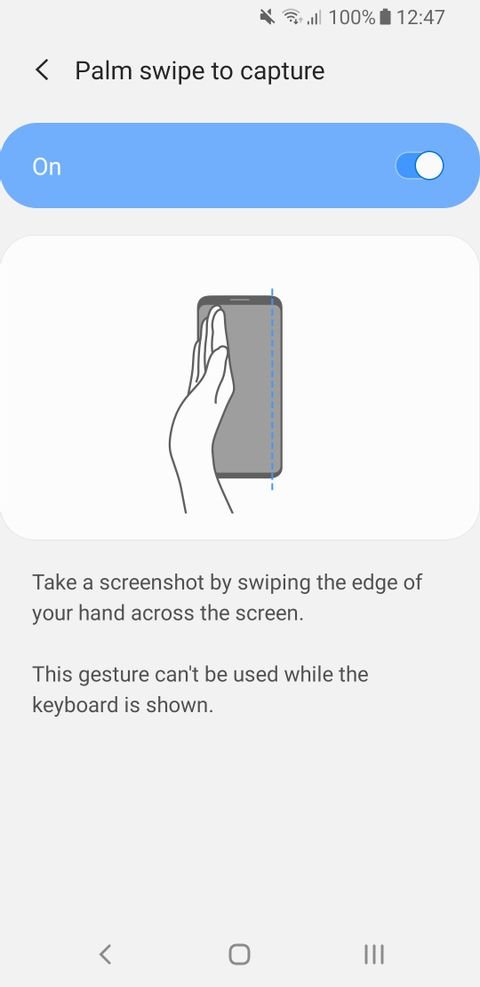 100% 12:47
Palm swipe to capture
On
Take a screenshot by swiping the edge of
your hand across the screen.
This gesture can't be used while the
keyboard is shown.